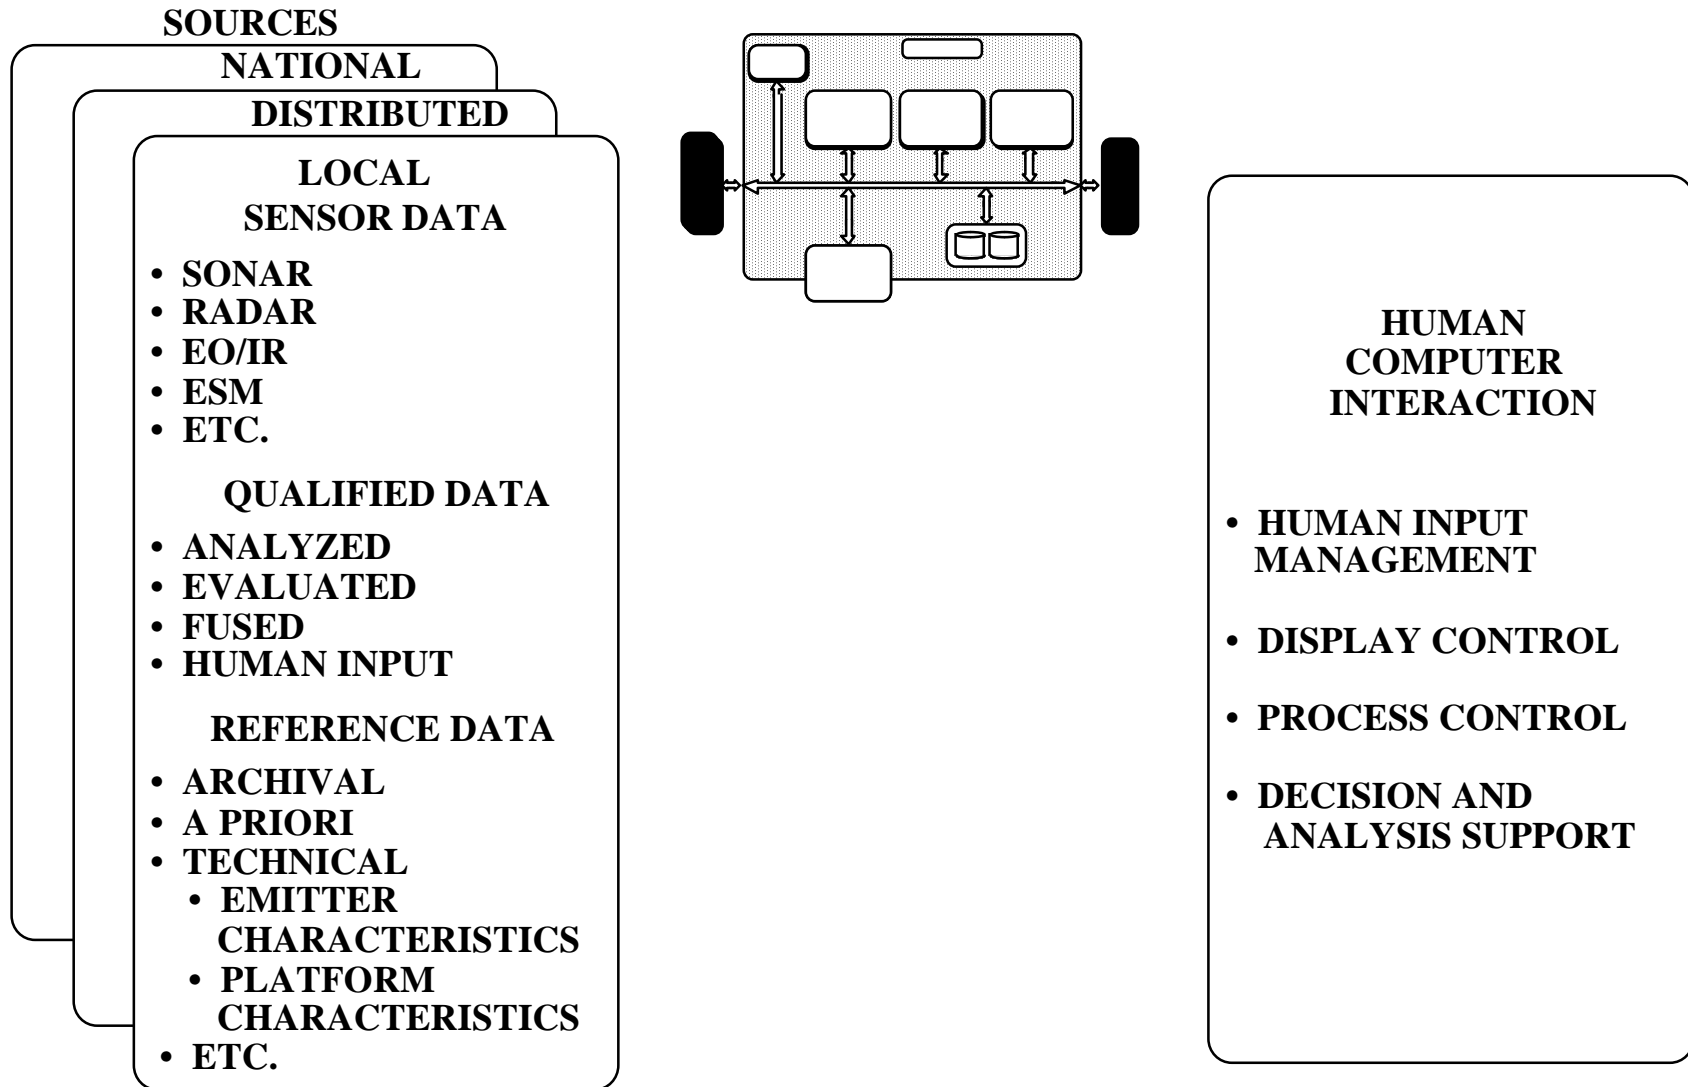 SOURCES
NATIONAL
DISTRIBUTED
LOCAL
SENSOR DATA
• SONAR
• RADAR
• EO/IR
• ESM
• ETC.
QUALIFIED DATA
• ANALYZED
• EVALUATED
• FUSED
• HUMAN INPUT
REFERENCE DATA
• ARCHIVAL
• A PRIORI
• TECHNICAL
• EMITTER
CHARACTERISTICS
• PLATFORM
CHARACTERISTICS
• ETC.
HUMAN
COMPUTER
INTERACTION
• HUMAN INPUT
MANAGEMENT
• DISPLAY CONTROL
• PROCESS CONTROL
• DECISION AND
ANALYSIS SUPPORT